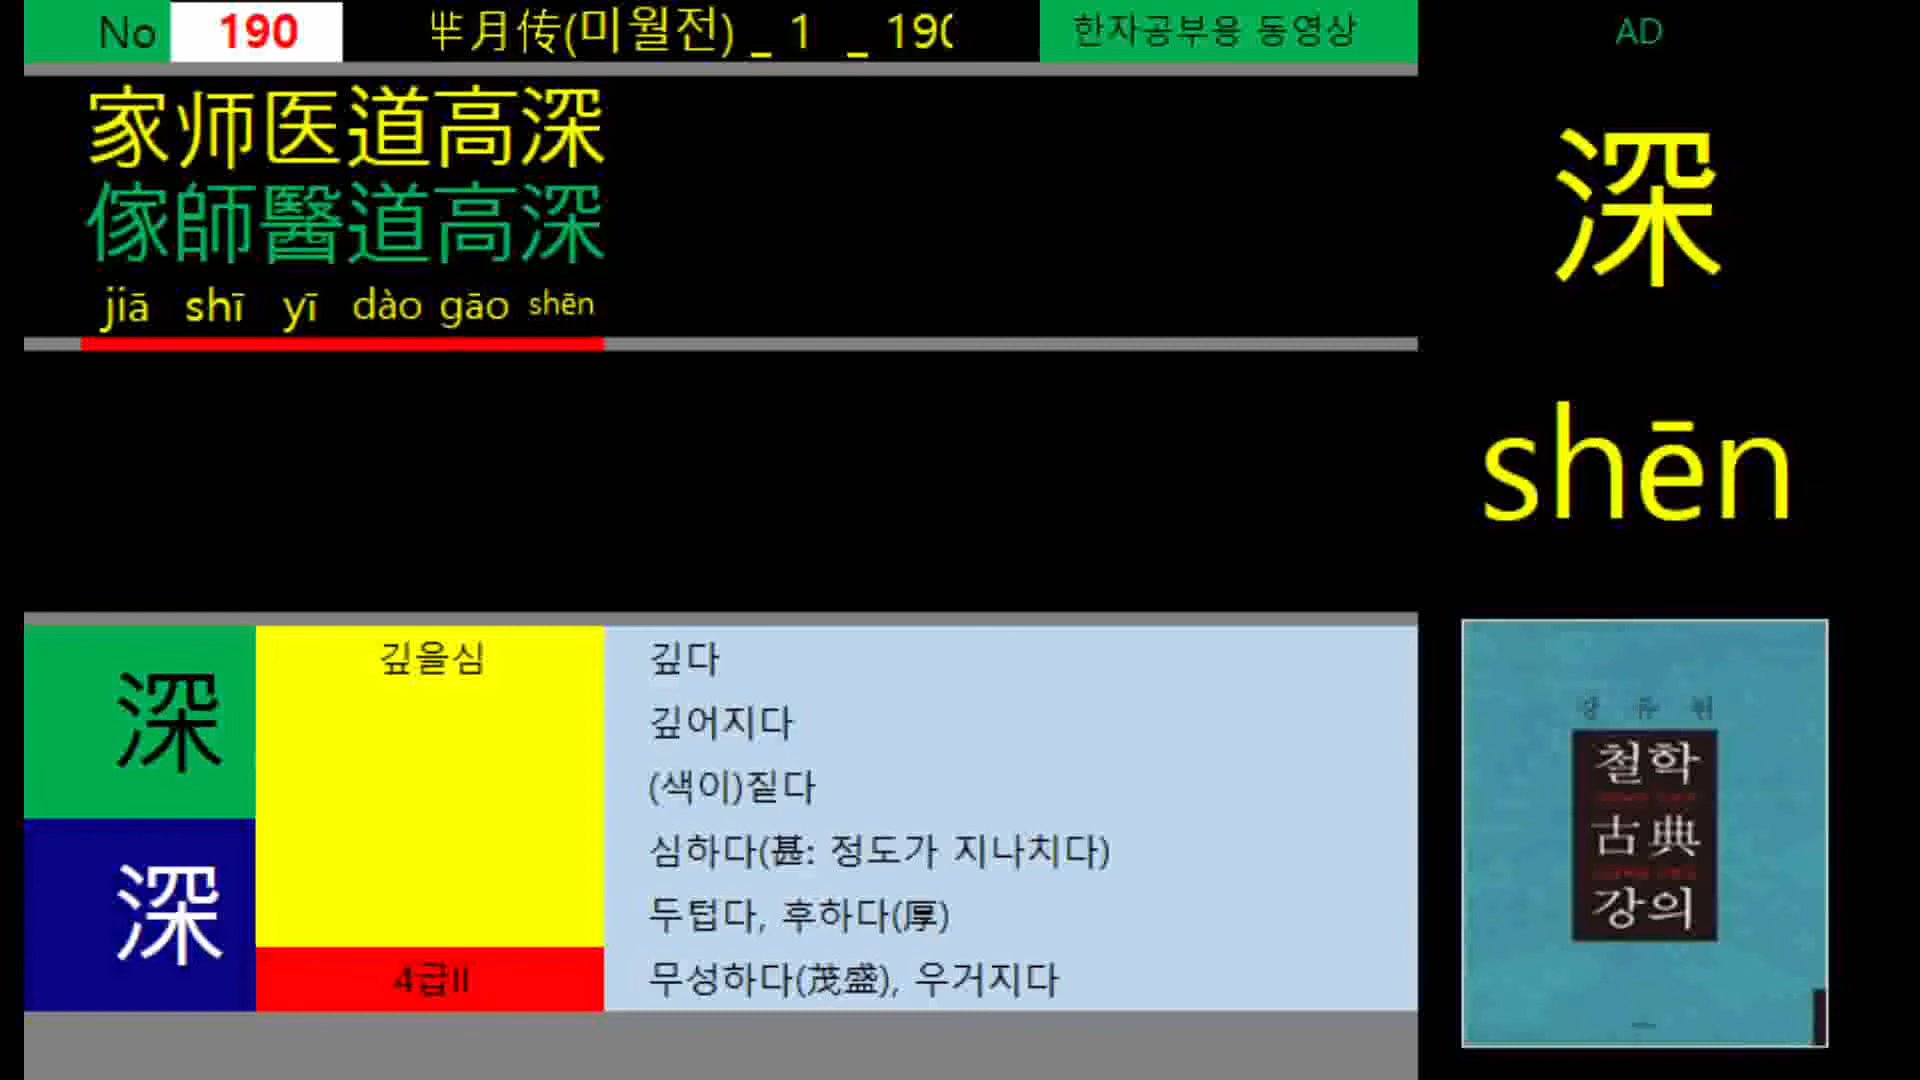 No 190 芈月传(미월전) _ 1 _ 190 한자공부용 동영상 AD
家师医道高深
傢師醫道高深
jiā shī yī dào gāo shēn
深
shēn
深
深
깊을심
4급II
깊다
깊어지다
(색이)짙다
심하다(甚: 정도가 지나치다)
두텁다, 후하다(厚)
무성하다(茂盛), 우거지다
강 유 원
철학
古典
강의